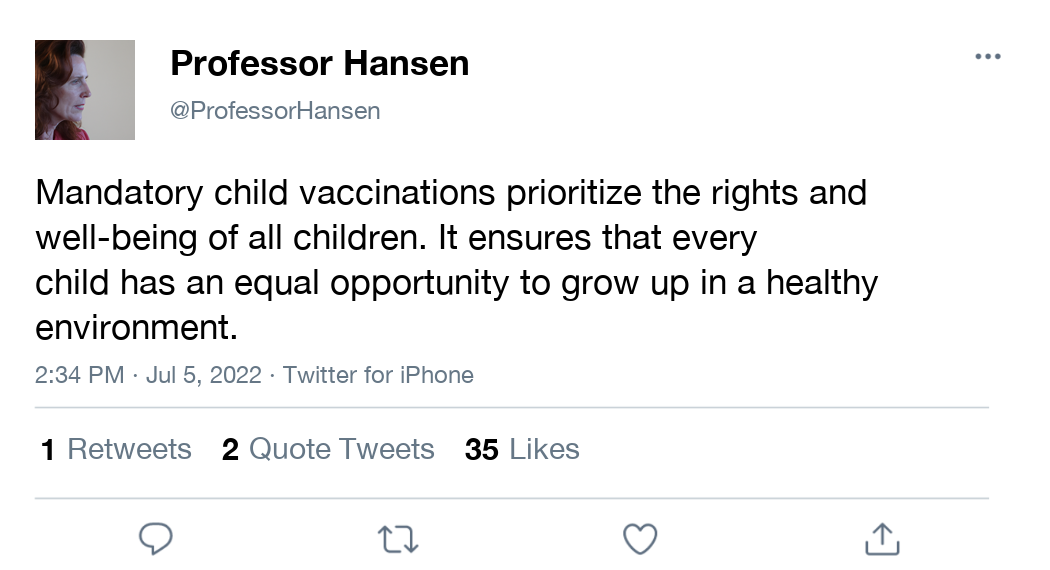 Professor Hansen
@ProfessorHansen
Mandatory child vaccinations prioritize the rights and
well-being of all children. It ensures that every
child has an equal opportunity to grow up in a healthy
environment.
2:34 PM · Jul 5, 2022 · Twitter for iPhone
1 Retweets 2 Quote Tweets 35 Likes